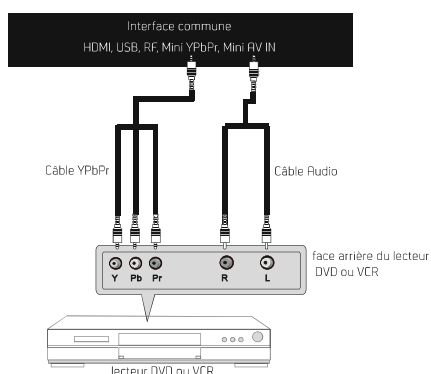 Interface commune
HDMI, USB, RF, Mini YPbPr, Mini AV IN
Câble YPbPr
Câble Audio
face arrière du lecteur
DVD ou VCR
Y Pb Pr R L
lecteur DVD ou VCR